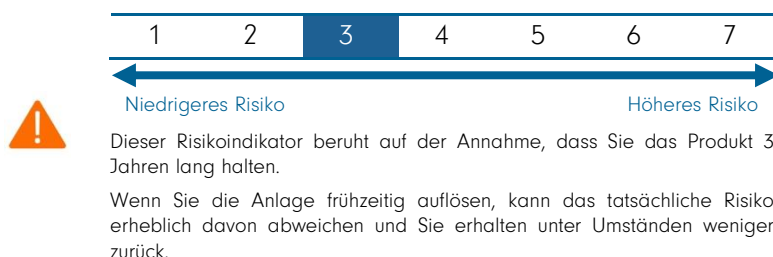 1 2 3 4 5 6 7
Niedrigeres Risiko Höheres Risiko
Dieser Risikoindikator beruht auf der Annahme, dass Sie das Produkt 3
Jahren lang halten.
Wenn Sie die Anlage frühzeitig auflösen, kann das tatsächliche Risiko
erheblich davon abweichen und Sie erhalten unter Umständen weniger
zurück.